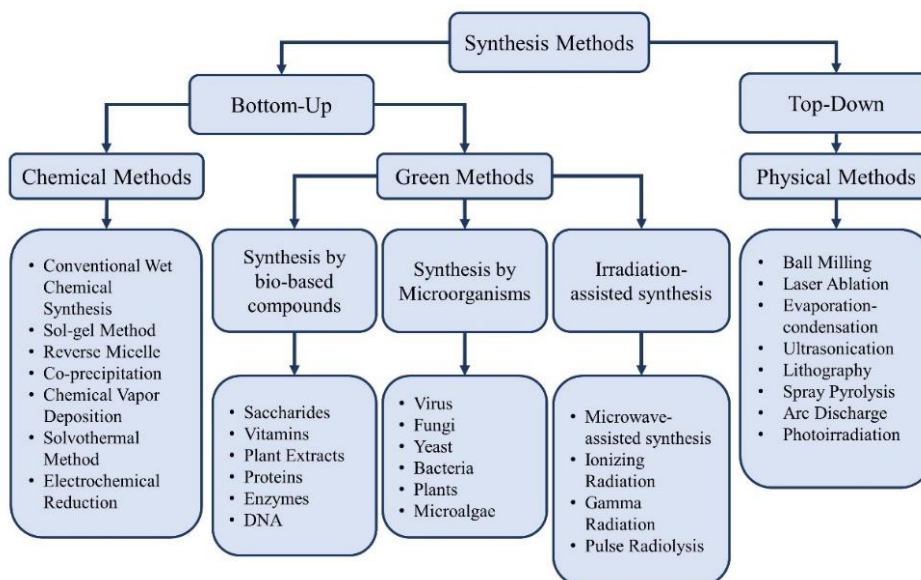 Synthesis Methods
Bottom-Up
Top-Down
Chemical Methods
Green Methods
Physical Methods
• Conventional Wet
Chemical
Synthesis
• Sol-gel Method
• Reverse Micelle
• Co-precipitation
• Chemical Vapor
Deposition
• Solvothermal
Method
• Electrochemical
Reduction
Synthesis by
bio-based
compounds
• Saccharides
• Vitamins
• Plant Extracts
• Proteins
• Enzymes
• DNA
Synthesis by
Microorganisms
• Virus
• Fungi
• Yeast
• Bacteria
• Plants
• Microalgae
Irradiation-
assisted synthesis
• Microwave-
assisted synthesis
• Ionizing
Radiation
• Gamma
Radiation
• Pulse Radiolysis
• Ball Milling
• Laser Ablation
• Evaporation-
condensation
• Ultrasonication
• Lithography
• Spray Pyrolysis
• Arc Discharge
• Photoirradiation